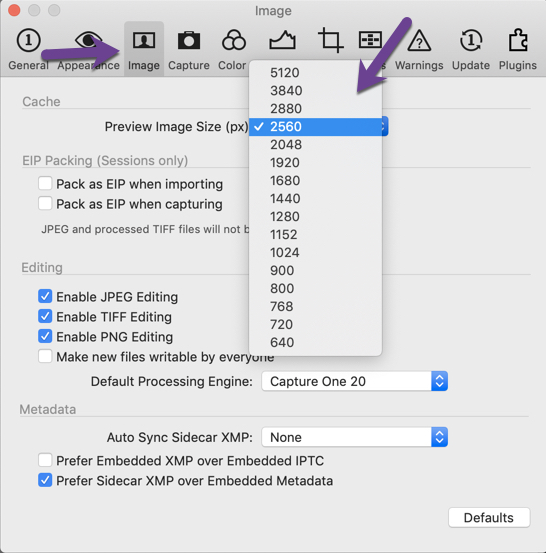 Image
General Appearance Image Capture Color Warnings Update Plugins
Cache
Preview Image Size (px)
5120
3840
2880
✓ 2560
2048
1920
1680
1440
1280
1152
1024
900
800
768
720
640
EIP Packing (Sessions only)
Pack as EIP when importing
Pack as EIP when capturing
JPEG and processed TIFF files will not b
Editing
Enable JPEG Editing
Enable TIFF Editing
Enable PNG Editing
Make new files writable by everyone
Default Processing Engine: Capture One 20
Metadata
Auto Sync Sidecar XMP: None
Prefer Embedded XMP over Embedded IPTC
Prefer Sidecar XMP over Embedded Metadata
Defaults